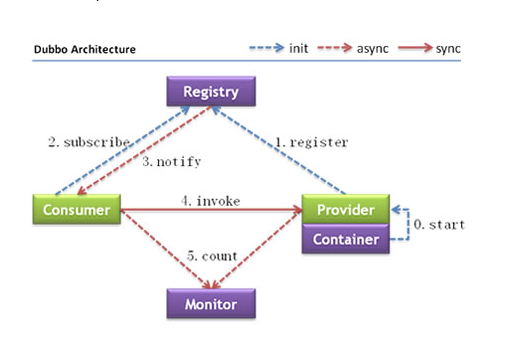 Dubbo Architecture
init
async
sync
Registry
2. subscribe
1. register
3. notify
Consumer
4. invoke
Provider
Container
0. start
5. count
Monitor